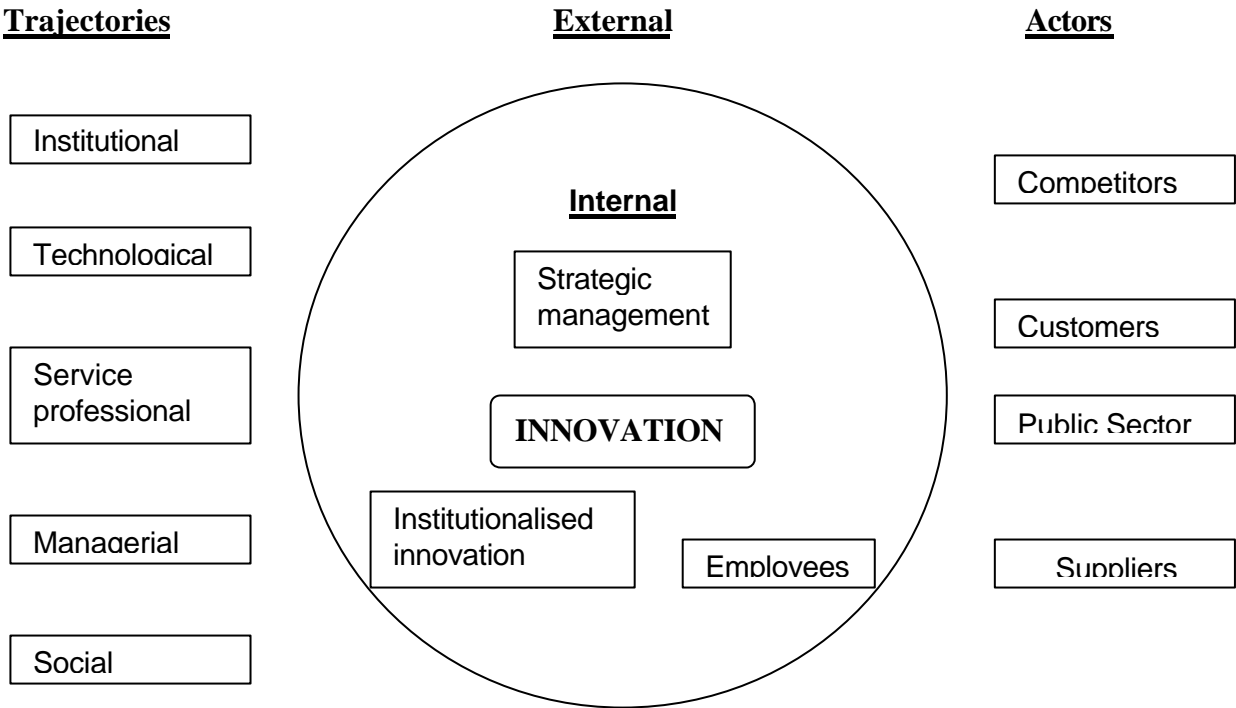 Trajectories
External
Actors
Institutional
Technological
Service
professional
Managerial
Social
Internal
Strategic
management
INNOVATION
Institutionalised
innovation
Employees
Competitors
Customers
Public Sector
Suppliers